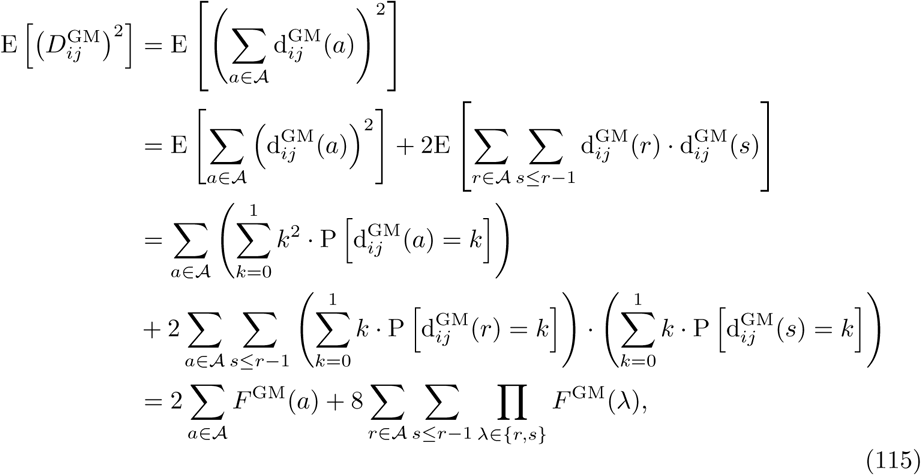 E[(D_{ij}^{GM})^2] = E[(∑_{a∈𝒜} d_{ij}^{GM}(a))^2]
= E[∑_{a∈𝒜} (d_{ij}^{GM}(a))^2] + 2E[∑_{r∈𝒜} ∑_{s≤r−1} d_{ij}^{GM}(r) · d_{ij}^{GM}(s)]
= ∑_{a∈𝒜} (∑_{k=0}^{1} k^2 · P[d_{ij}^{GM}(a) = k])
+ 2 ∑_{a∈𝒜} ∑_{s≤r−1} (∑_{k=0}^{1} k · P[d_{ij}^{GM}(r) = k]) · (∑_{k=0}^{1} k · P[d_{ij}^{GM}(s) = k])
= 2 ∑_{a∈𝒜} F^{GM}(a) + 8 ∑_{r∈𝒜} ∑_{s≤r−1} ∏_{λ∈{r,s}} F^{GM}(λ),
(115)